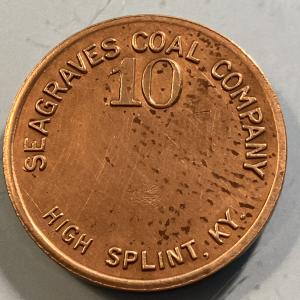 SEAGRAVES COAL COMPANY
10
HIGH SPLINT, KY.